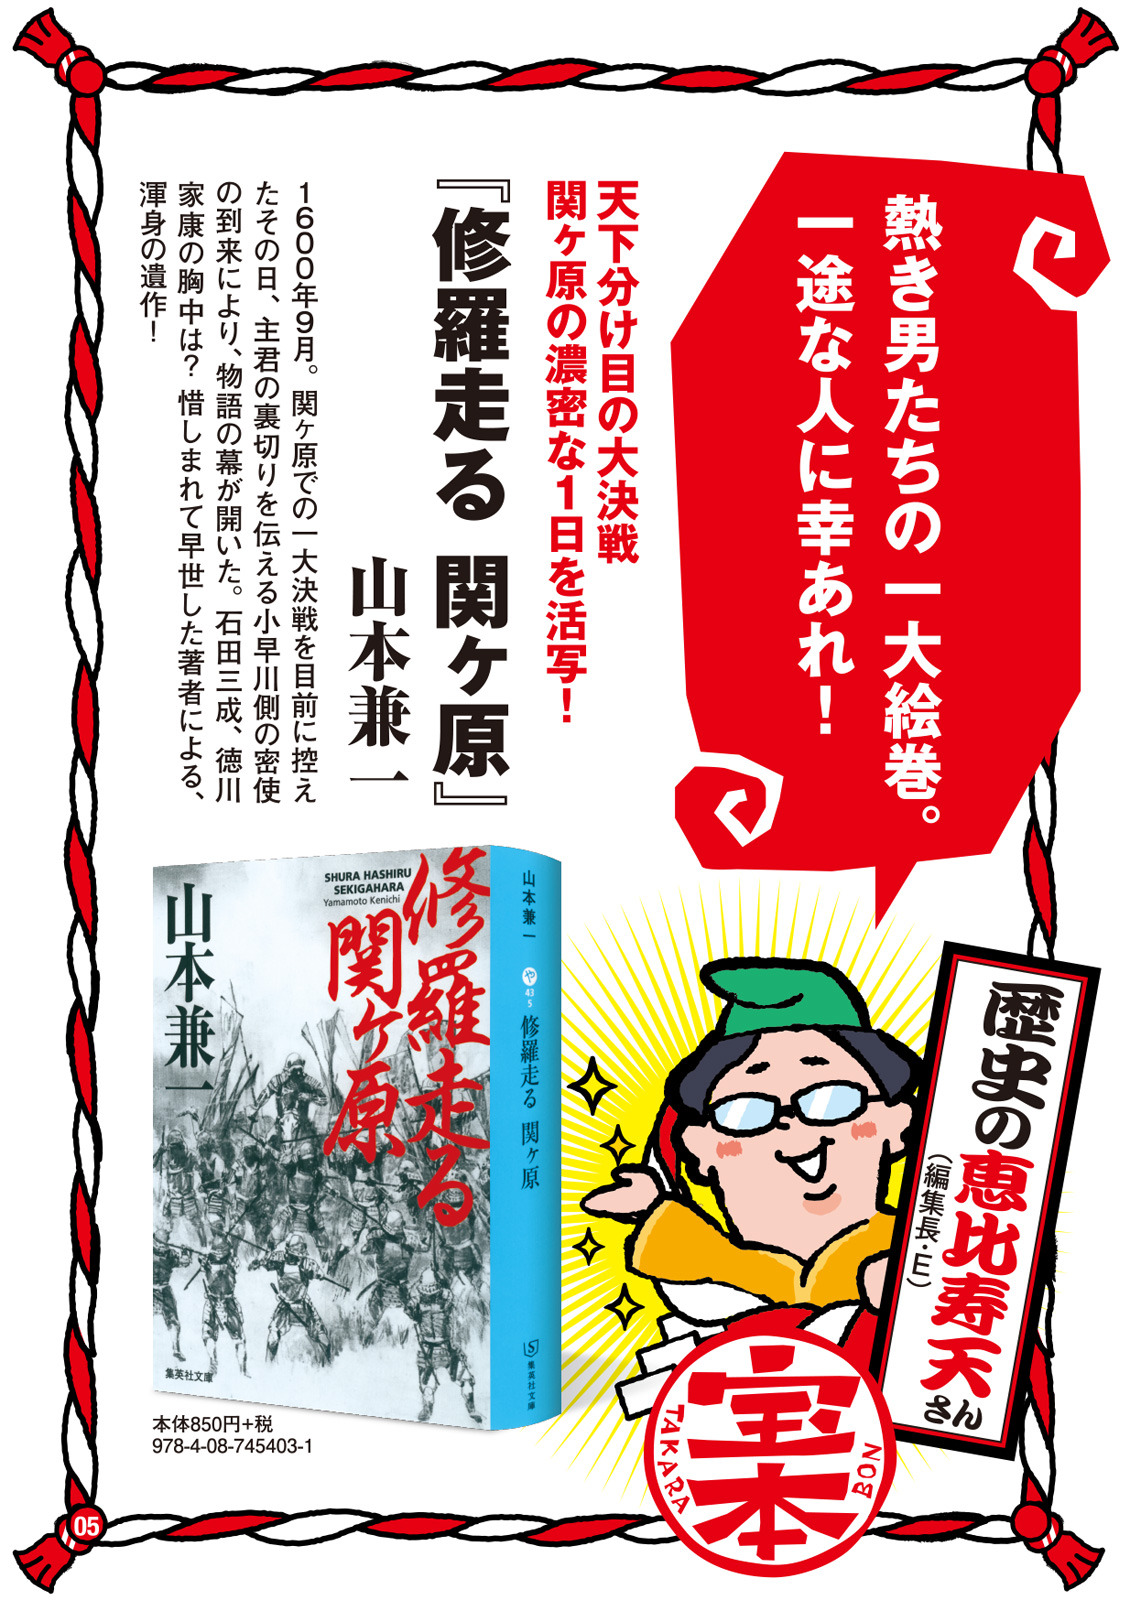 熱き男たちの一大絵巻。
一途な人に幸あれ！
天下分け目の大決戦
関ヶ原の濃密な1日を活写！
『修羅走る 関ヶ原』
山本兼一
1600年9月。関ヶ原での一大決戦を目前に控え
たその日、主君の裏切りを伝える小早川側の密使
の到来により、物語の幕が開いた。石田三成、徳川
家康の胸中は？ 惜しまれて早世した著者による、
渾身の遺作！
歴史の恵比寿天さん
（編集長・E）
SHURA HASHIRU
SEKIGAHARA
Yamamoto Kenichi
修羅走る
関ヶ原
山本兼一
集英社文庫
山本兼一
や
43
5
修羅走る 関ヶ原
S
集英社文庫
本体850円+税
978-4-08-745403-1
宝本
TAKARA
BON
05